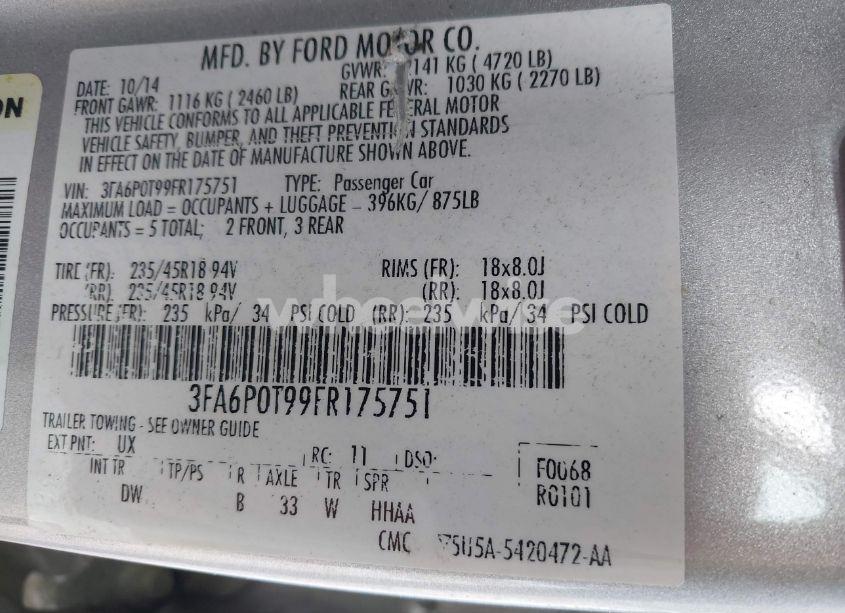 ON
MFD. BY FORD MOTOR CO.
DATE: 10/14 GVWR: 141 KG ( 4720 LB)
FRONT GAWR: 1116 KG ( 2460 LB) REAR GAWR: 1030 KG ( 2270 LB)
THIS VEHICLE CONFORMS TO ALL APPLICABLE FEDERAL MOTOR
VEHICLE SAFETY, BUMPER, AND THEFT PREVENTION STANDARDS
IN EFFECT ON THE DATE OF MANUFACTURE SHOWN ABOVE.
VIN: 3FA6P0T99FR175751 TYPE: Passenger Car
MAXIMUM LOAD = OCCUPANTS + LUGGAGE = 396KG/ 875LB
OCCUPANTS = 5 TOTAL; 2 FRONT, 3 REAR
TIRE (FR): 235/45R18 94V RIMS (FR): 18x8.0J
(RR): 235/45R18 94V (RR): 18x8.0J
PRESSURE (FR): 235 kPa/ 34 PSI COLD (RR): 235 kPa/ 34 PSI COLD
3FA6P0T99FR175751
TRAILER TOWING - SEE OWNER GUIDE
EXT PNT: UX RC: 11 DSO: F0068
INT TR TP/PS R AXLE TR SPR R0101
DW B 33 W HHAA
CMC 5U5A-5420472-AA